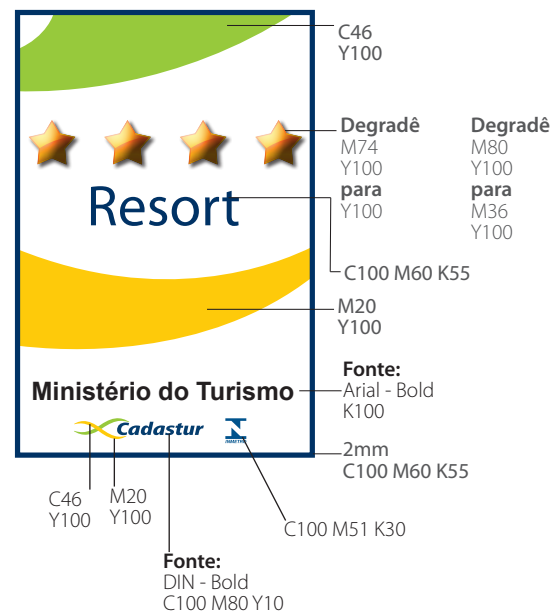 C46
Y100
Degradê
M74
Y100
para
Y100
Degradê
M80
Y100
para
M36
Y100
Resort
C100 M60 K55
M20
Y100
Fonte:
Arial - Bold
K100
Ministério do Turismo
Cadastur
INMETRO
2mm
C100 M60 K55
C46
Y100
M20
Y100
C100 M51 K30
Fonte:
DIN - Bold
C100 M80 Y10